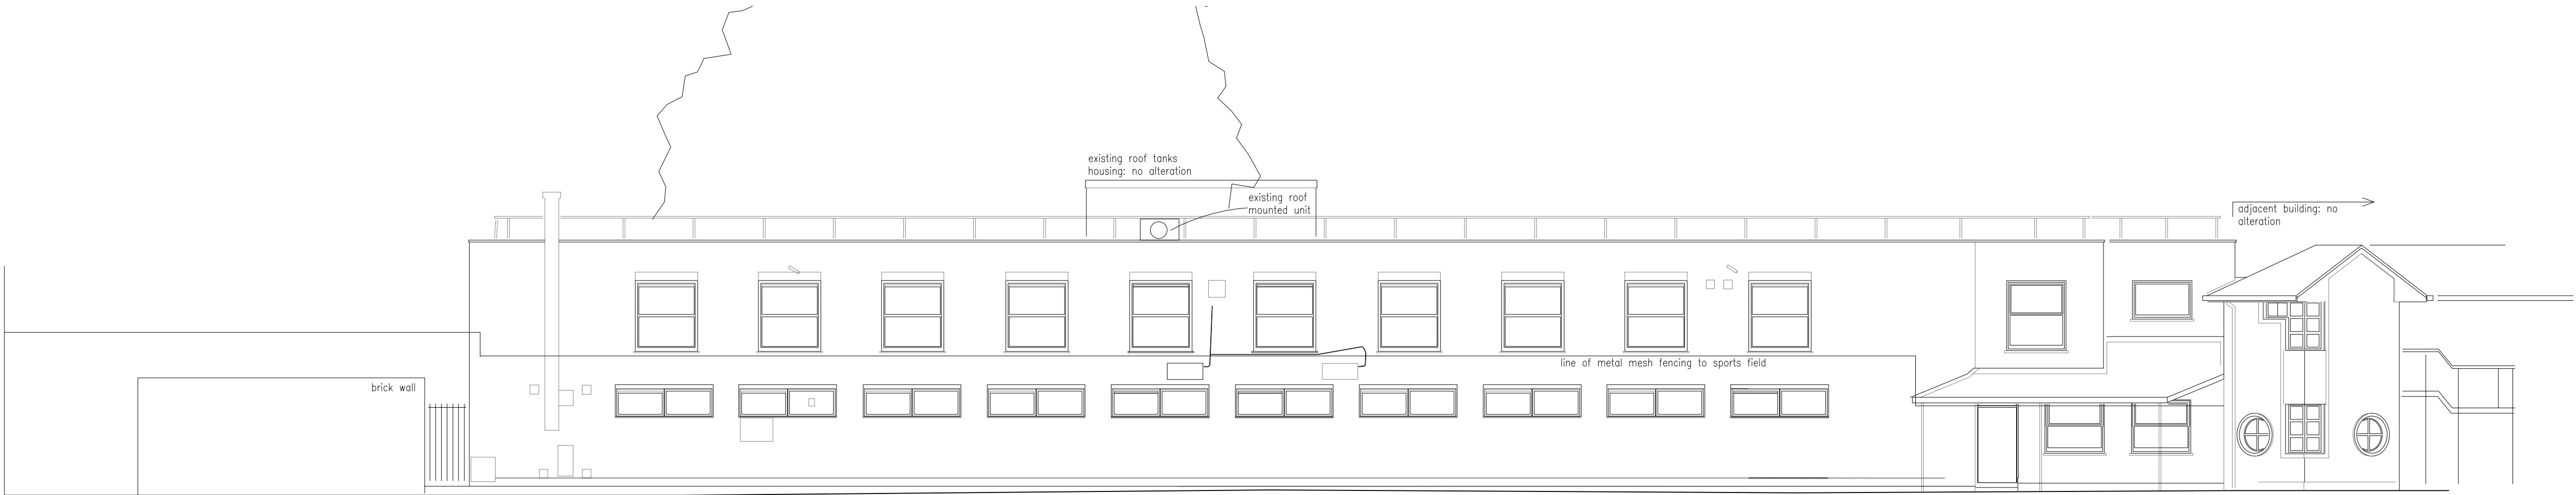 existing roof tanks
housing: no alteration
existing roof
mounted unit
adjacent building: no
alteration
line of metal mesh fencing to sports field
brick wall